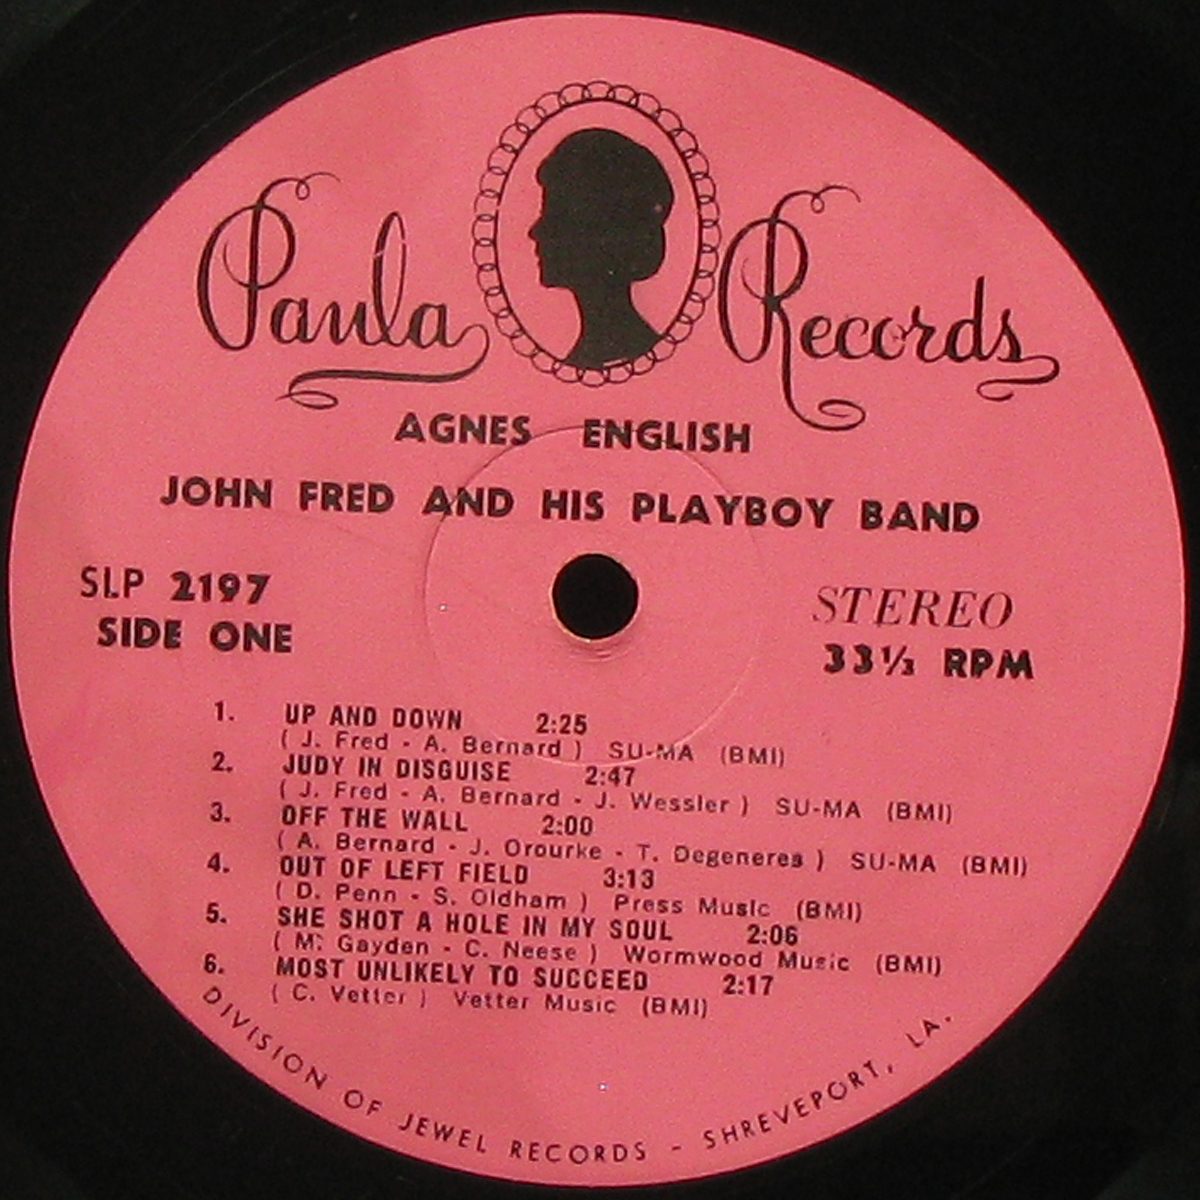 Paula Records
AGNES ENGLISH
JOHN FRED AND HIS PLAYBOY BAND
SLP 2197
SIDE ONE
STEREO
33⅓ RPM
1. UP AND DOWN 2:25
( J. Fred - A. Bernard ) SU-MA (BMI)
2. JUDY IN DISGUISE 2:47
( J. Fred - A. Bernard - J. Wessler ) SU-MA (BMI)
3. OFF THE WALL 2:00
( A. Bernard - J. Orourke - T. Degeneres ) SU-MA (BMI)
4. OUT OF LEFT FIELD 3:13
( D. Penn - S. Oldham ) Press Music (BMI)
5. SHE SHOT A HOLE IN MY SOUL 2:06
( M. Gayden - C. Neese ) Wormwood Music (BMI)
6. MOST UNLIKELY TO SUCCEED 2:17
( C. Vetter ) Vetter Music (BMI)
DIVISION OF JEWEL RECORDS - SHREVEPORT, LA.